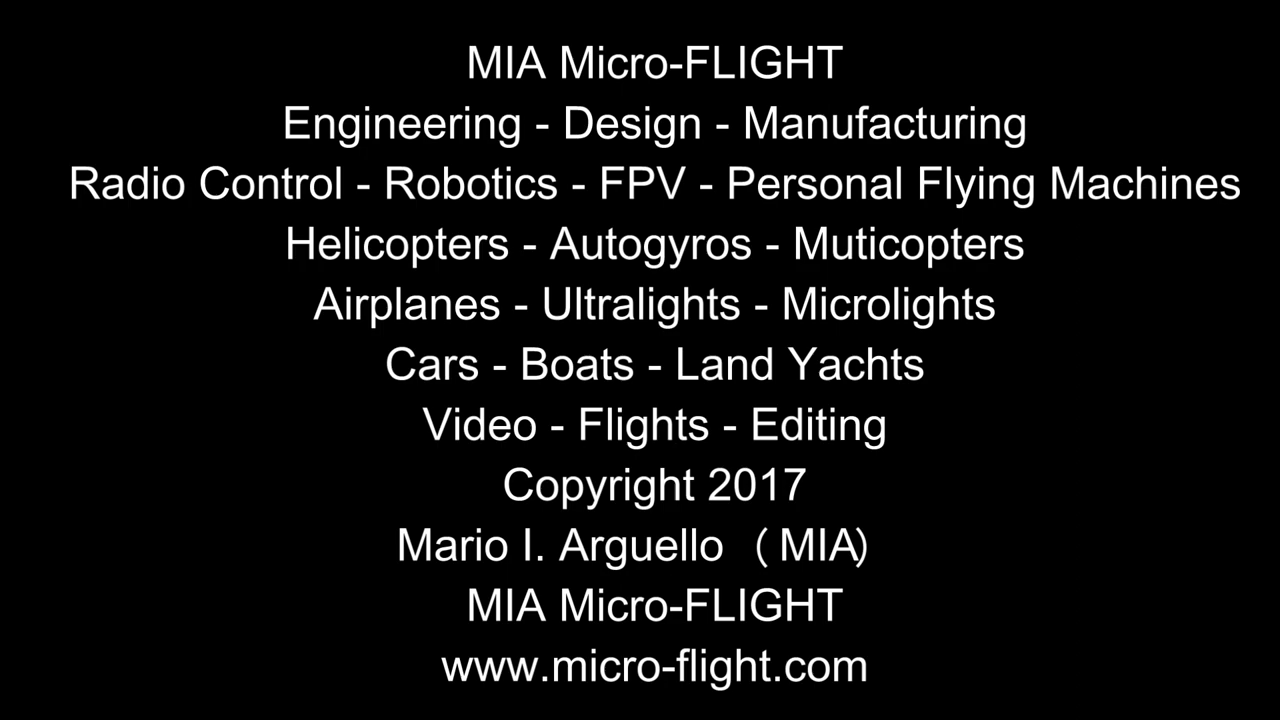 MIA Micro-FLIGHT
Engineering - Design - Manufacturing
Radio Control - Robotics - FPV - Personal Flying Machines
Helicopters - Autogyros - Muticopters
Airplanes - Ultralights - Microlights
Cars - Boats - Land Yachts
Video - Flights - Editing
Copyright 2017
Mario I. Arguello ( MIA)
MIA Micro-FLIGHT
www.micro-flight.com